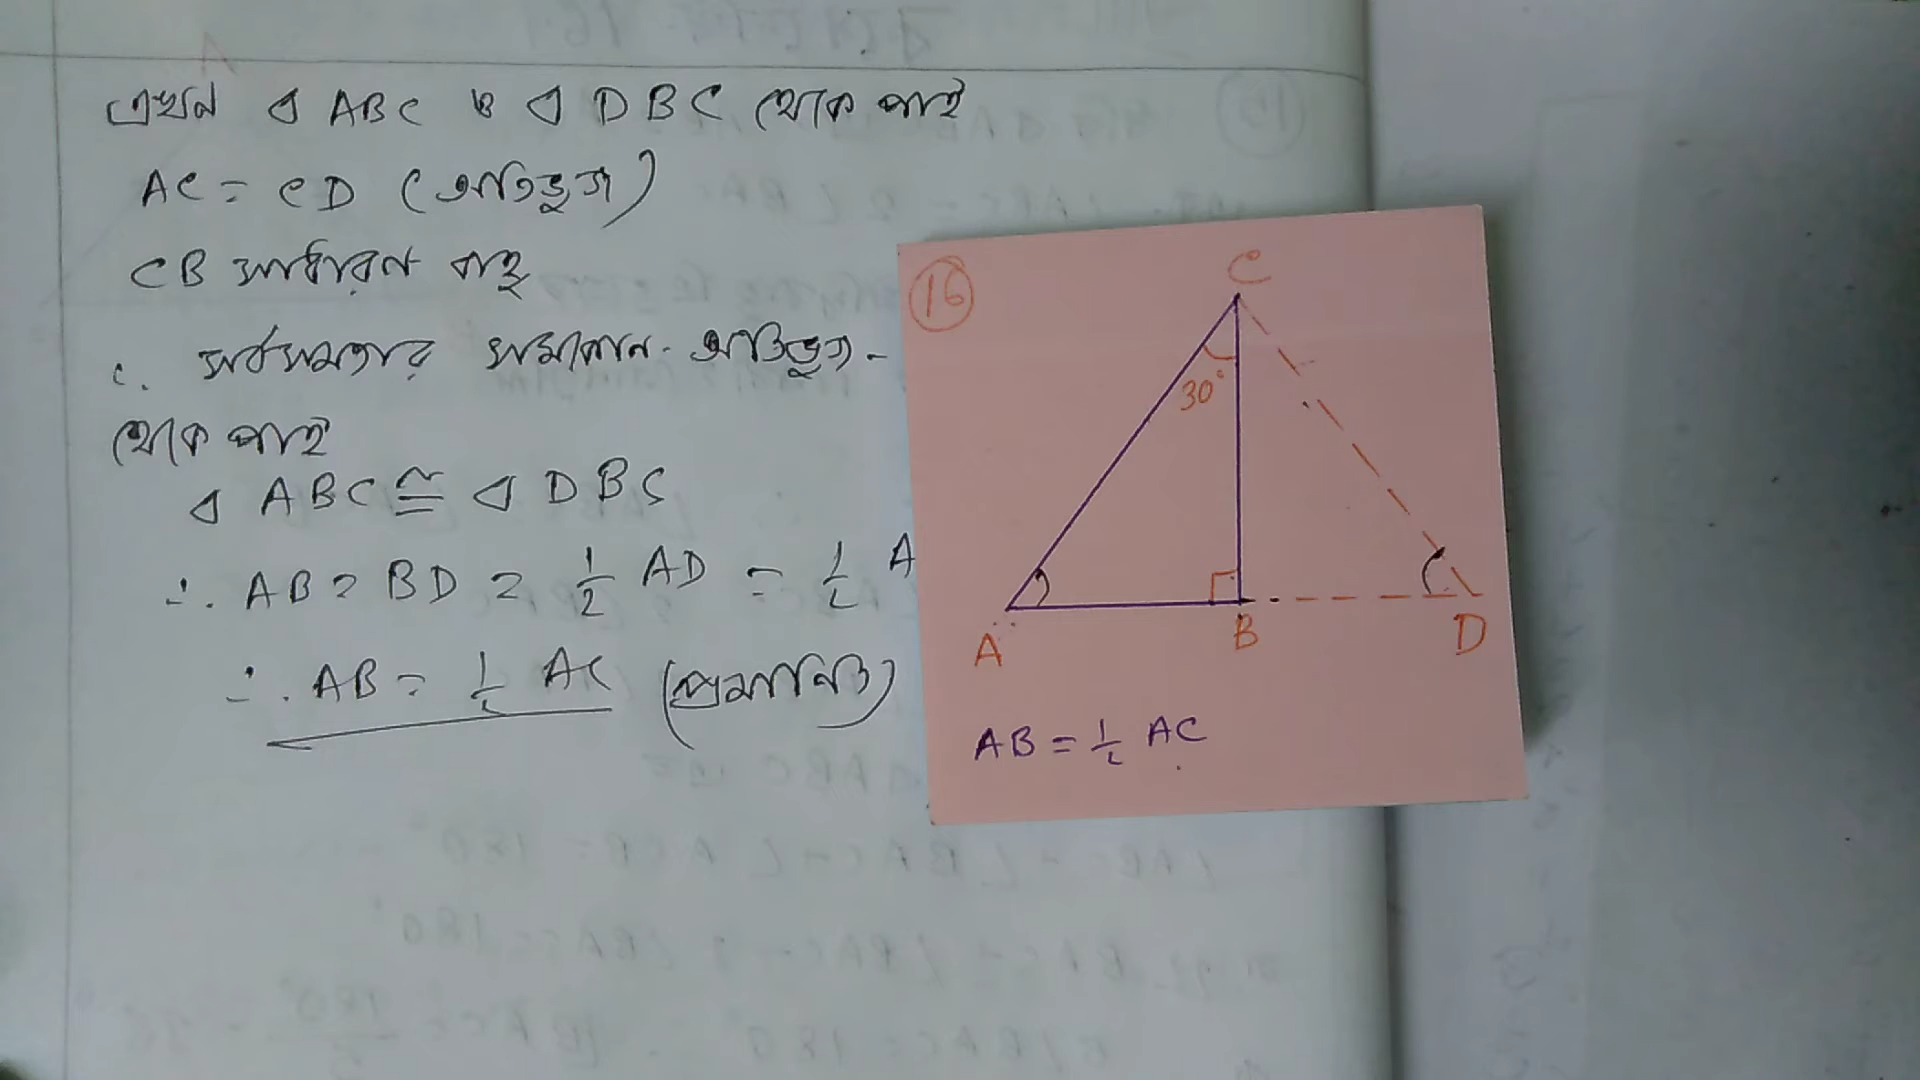 এখন Δ ABC ও Δ DBC থেকে পাই
AC = CD (অতিভুজ)
CB সাধারণ বাহু
∴ সর্বসমতার সমকোণ - অতিভুজ -
থেকে পাই
Δ ABC ≅ Δ DBC
∴ AB = BD = 1/2 AD = 1/2 A
∴ AB = 1/2 AC (প্রমাণিত)
16
C
30°
A
B
D
AB = 1/2 AC